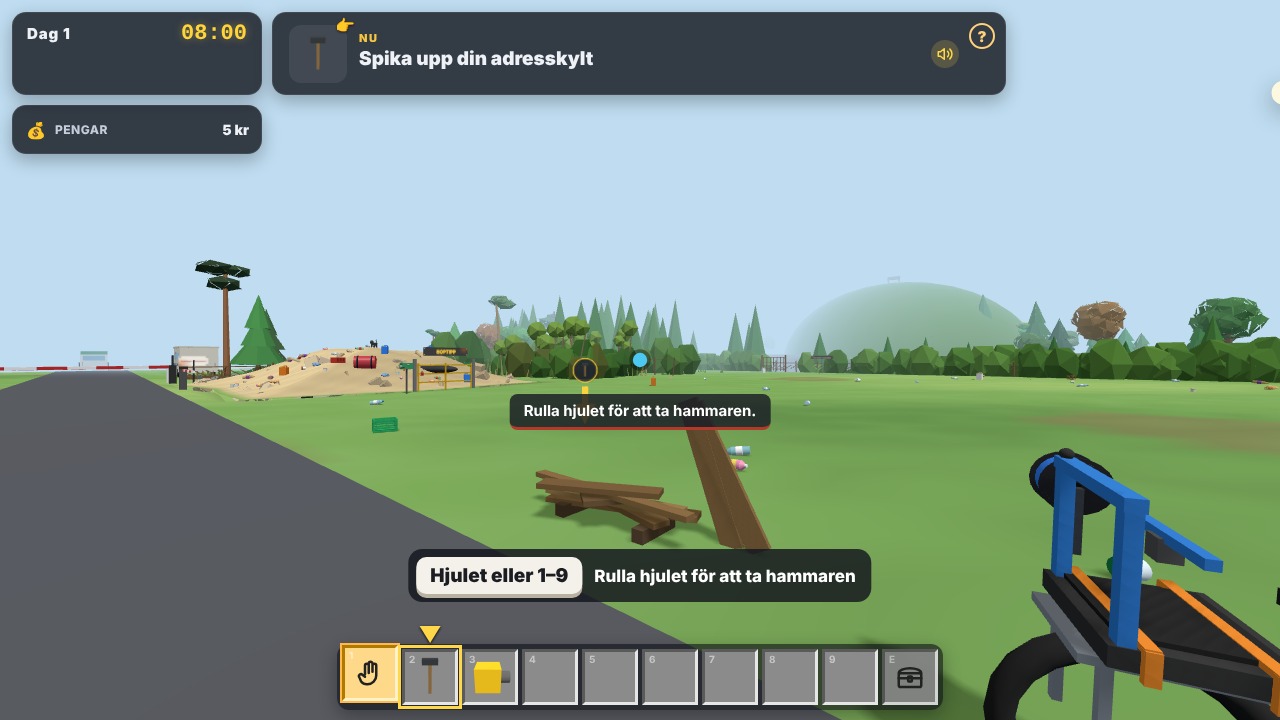 Dag 1
08:00
NU
Spika upp din adresskylt
?
PENGAR
5 kr
Rulla hjulet för att ta hammaren.
Hjulet eller 1–9
Rulla hjulet för att ta hammaren
1 2 3 4 5 6 7 8 9 E